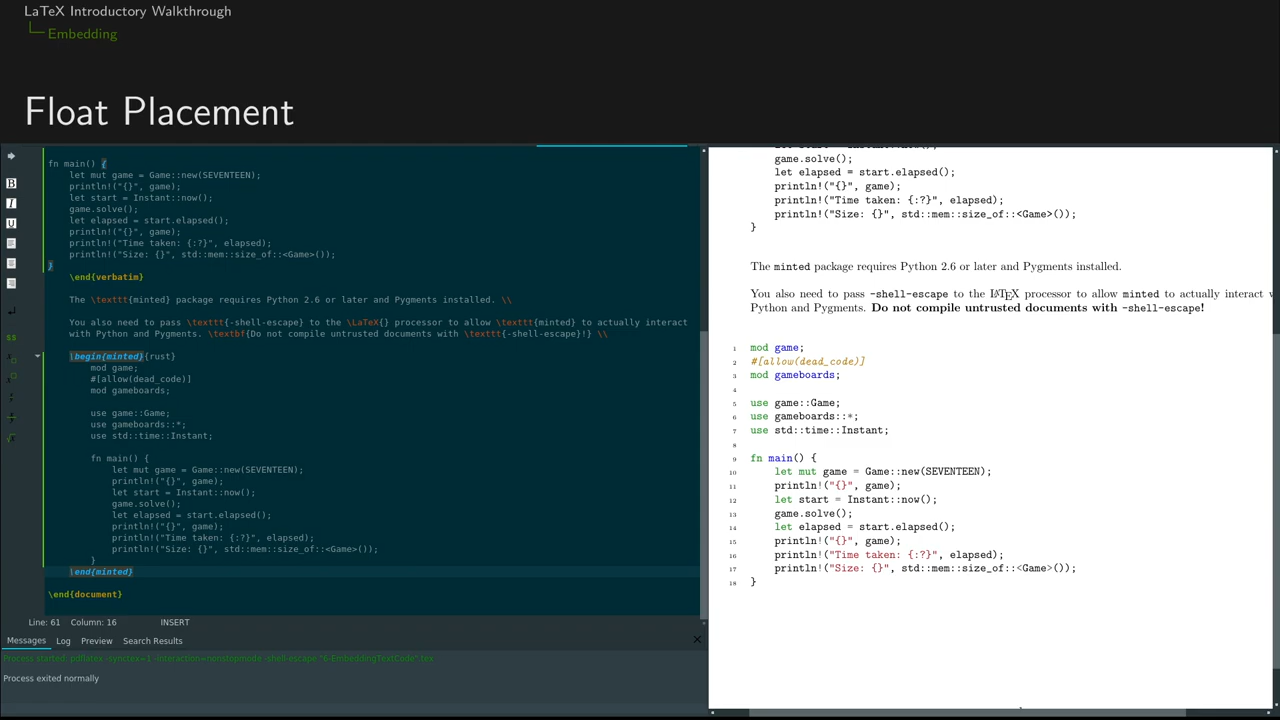 LaTeX Introductory Walkthrough
Embedding
Float Placement
fn main() {
let mut game = Game::new(SEVENTEEN);
println!("{}", game);
let start = Instant::now();
game.solve();
let elapsed = start.elapsed();
println!("{}", game);
println!("Time taken: {:?}", elapsed);
println!("Size: {}", std::mem::size_of::<Game>());
}
\end{verbatim}
The \texttt{minted} package requires Python 2.6 or later and Pygments installed. \\
You also need to pass \texttt{-shell-escape} to the \LaTeX{} processor to allow \texttt{minted} to actually interact
with Python and Pygments. \textbf{Do not compile untrusted documents with \texttt{-shell-escape}!} \\
\begin{minted}{rust}
mod game;
#[allow(dead_code)]
mod gameboards;
use game::Game;
use gameboards::*;
use std::time::Instant;
fn main() {
let mut game = Game::new(SEVENTEEN);
println!("{}", game);
let start = Instant::now();
game.solve();
let elapsed = start.elapsed();
println!("{}", game);
println!("Time taken: {:?}", elapsed);
println!("Size: {}", std::mem::size_of::<Game>());
}
\end{minted}
\end{document}
Line: 61 Column: 16 INSERT
Messages Log Preview Search Results
Process started: pdflatex -synctex=1 -interaction=nonstopmode -shell-escape "6-EmbeddingTextCode".tex
Process exited normally
B
I
U
$$
game.solve();
let elapsed = start.elapsed();
println!("{}", game);
println!("Time taken: {:?}", elapsed);
println!("Size: {}", std::mem::size_of::<Game>());
}
The minted package requires Python 2.6 or later and Pygments installed.
You also need to pass -shell-escape to the LATEX processor to allow minted to actually interact
Python and Pygments. Do not compile untrusted documents with -shell-escape!
1 mod game;
2 #[allow(dead_code)]
3 mod gameboards;
4
5 use game::Game;
6 use gameboards::*;
7 use std::time::Instant;
8
9 fn main() {
10 let mut game = Game::new(SEVENTEEN);
11 println!("{}", game);
12 let start = Instant::now();
13 game.solve();
14 let elapsed = start.elapsed();
15 println!("{}", game);
16 println!("Time taken: {:?}", elapsed);
17 println!("Size: {}", std::mem::size_of::<Game>());
18 }